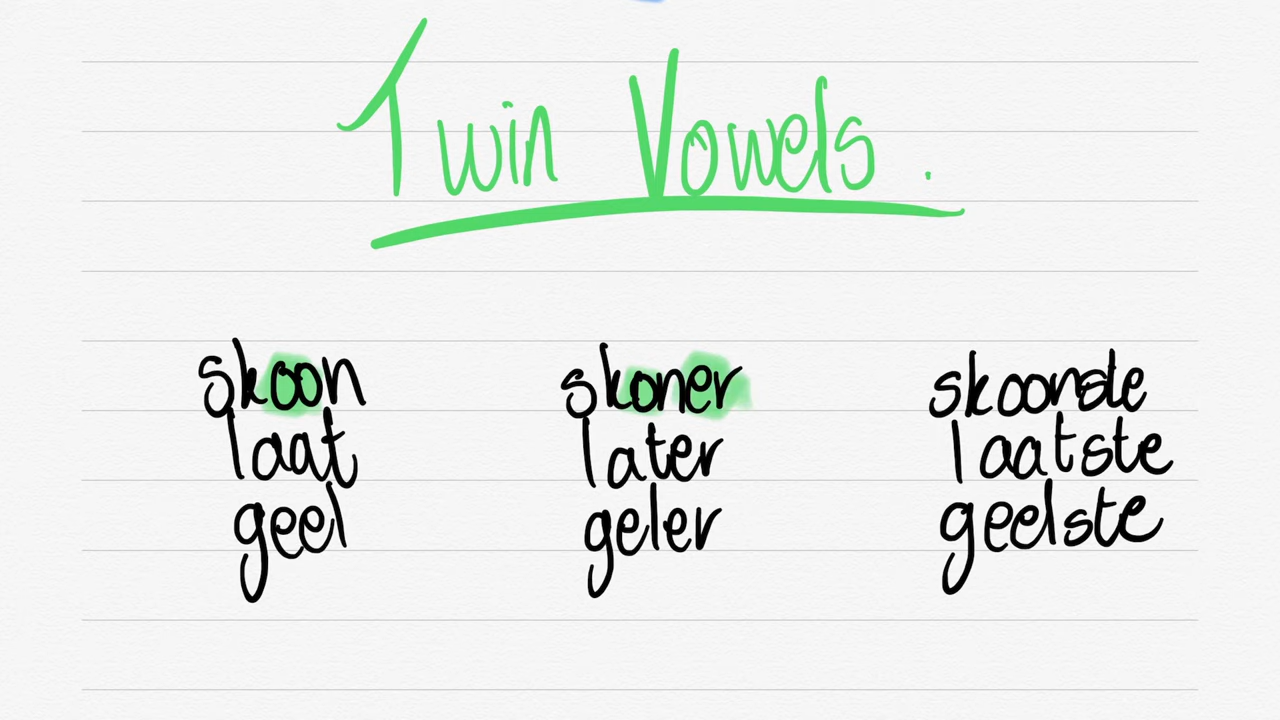 Twin Vowels.
skoon skoner skoonste
laat later laatste
geel geler geelste